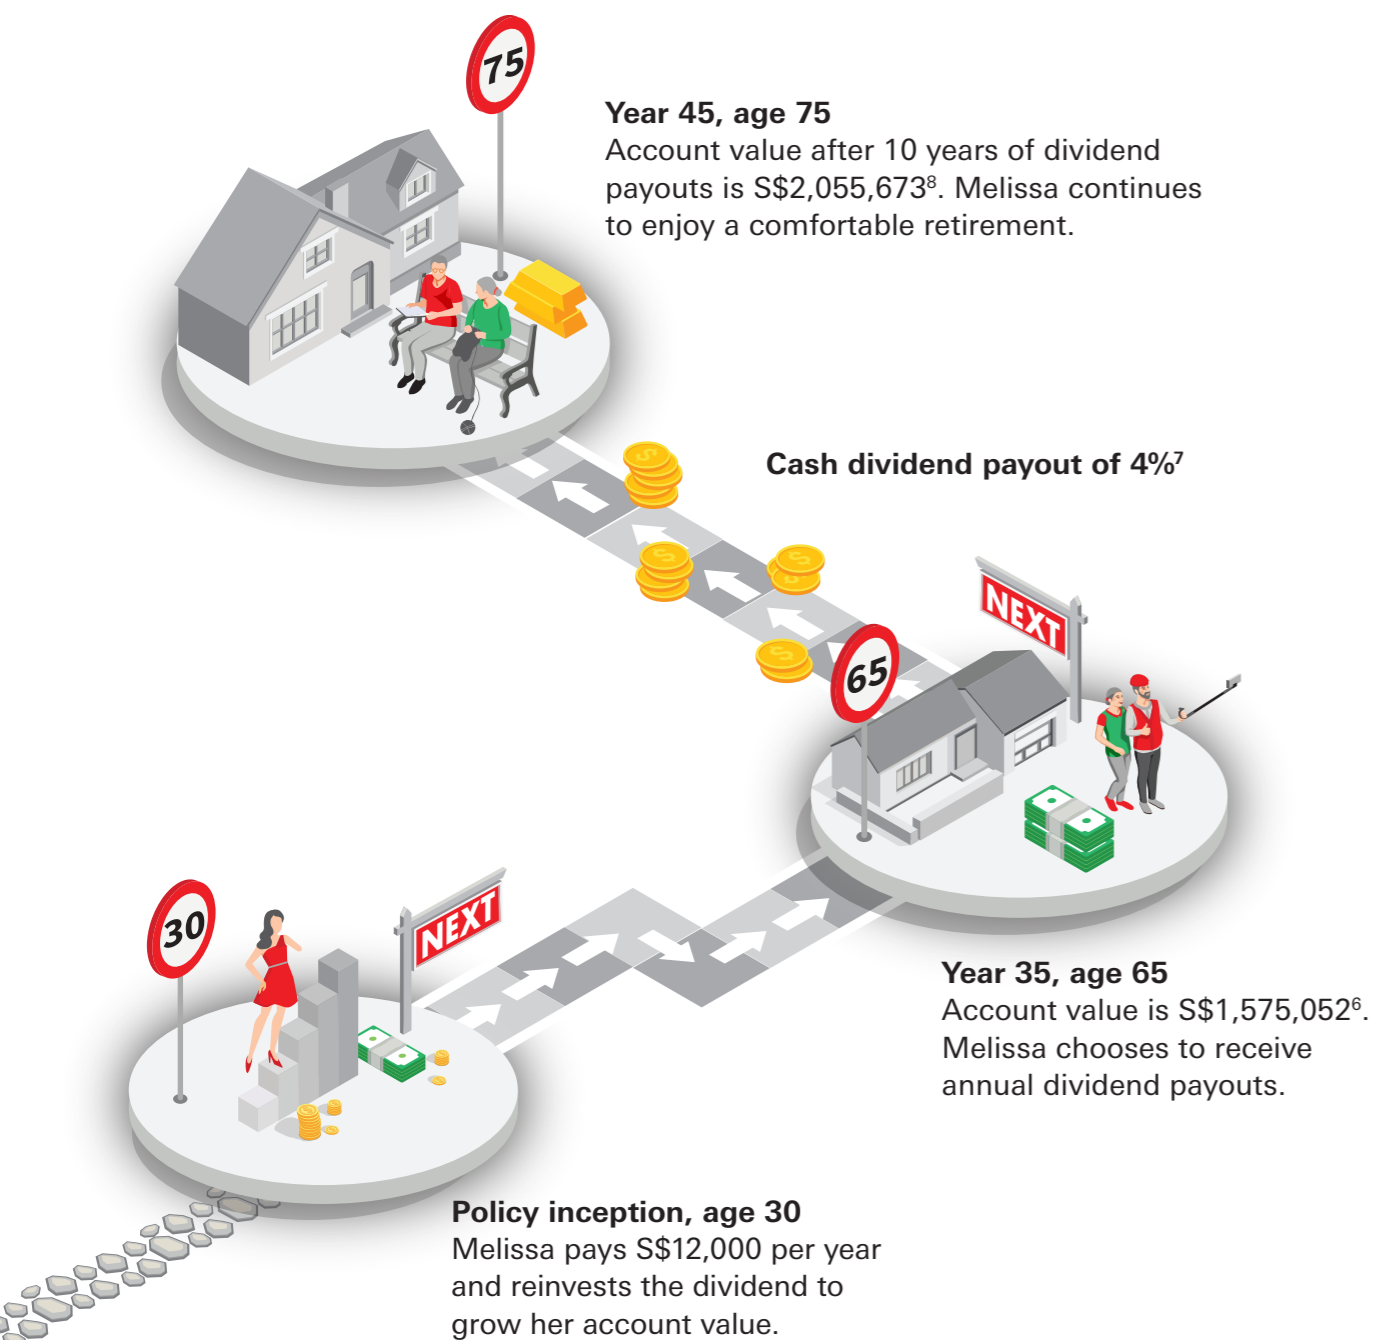 75
Year 45, age 75
Account value after 10 years of dividend
payouts is S$2,055,673⁸. Melissa continues
to enjoy a comfortable retirement.
Cash dividend payout of 4%⁷
NEXT
65
Year 35, age 65
Account value is S$1,575,052⁶.
Melissa chooses to receive
annual dividend payouts.
30
NEXT
Policy inception, age 30
Melissa pays S$12,000 per year
and reinvests the dividend to
grow her account value.